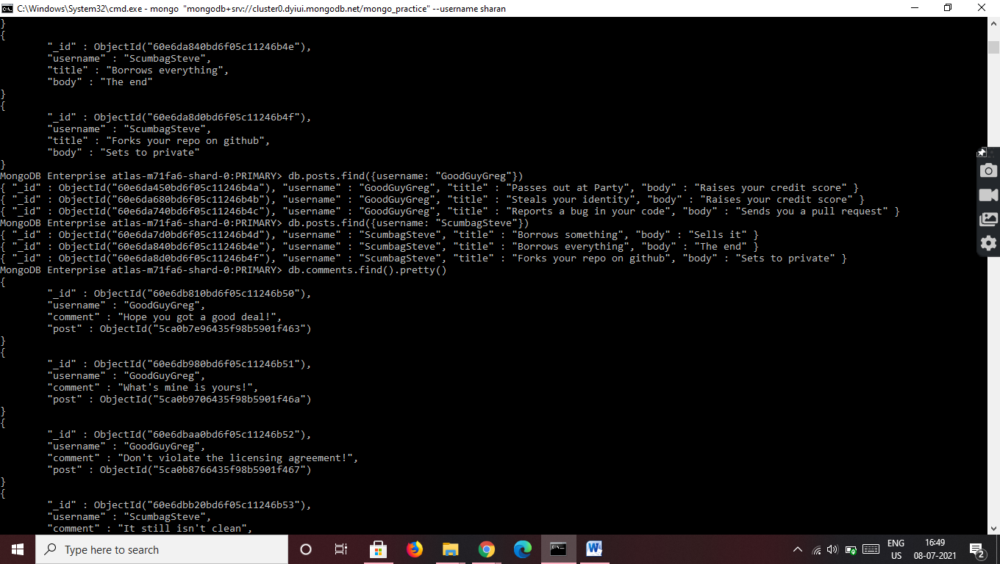 C:\Windows\System32\cmd.exe - mongo "mongodb+srv://cluster0.dyiui.mongodb.net/mongo_practice" --username sharan
}
{
"_id" : ObjectId("60e6da840bd6f05c11246b4e"),
"username" : "ScumbagSteve",
"title" : "Borrows everything",
"body" : "The end"
}
{
"_id" : ObjectId("60e6da8d0bd6f05c11246b4f"),
"username" : "ScumbagSteve",
"title" : "Forks your repo on github",
"body" : "Sets to private"
}
MongoDB Enterprise atlas-m71fa6-shard-0:PRIMARY> db.posts.find({username: "GoodGuyGreg"})
{ "_id" : ObjectId("60e6da450bd6f05c11246b4a"), "username" : "GoodGuyGreg", "title" : "Passes out at Party", "body" : "Raises your credit score" }
{ "_id" : ObjectId("60e6da680bd6f05c11246b4b"), "username" : "GoodGuyGreg", "title" : "Steals your identity", "body" : "Raises your credit score" }
{ "_id" : ObjectId("60e6da740bd6f05c11246b4c"), "username" : "GoodGuyGreg", "title" : "Reports a bug in your code", "body" : "Sends you a pull request" }
MongoDB Enterprise atlas-m71fa6-shard-0:PRIMARY> db.posts.find({username: "ScumbagSteve"})
{ "_id" : ObjectId("60e6da7d0bd6f05c11246b4d"), "username" : "ScumbagSteve", "title" : "Borrows something", "body" : "Sells it" }
{ "_id" : ObjectId("60e6da840bd6f05c11246b4e"), "username" : "ScumbagSteve", "title" : "Borrows everything", "body" : "The end" }
{ "_id" : ObjectId("60e6da8d0bd6f05c11246b4f"), "username" : "ScumbagSteve", "title" : "Forks your repo on github", "body" : "Sets to private" }
MongoDB Enterprise atlas-m71fa6-shard-0:PRIMARY> db.comments.find().pretty()
{
"_id" : ObjectId("60e6db810bd6f05c11246b50"),
"username" : "GoodGuyGreg",
"comment" : "Hope you got a good deal!",
"post" : ObjectId("5ca0b7e96435f98b5901f463")
}
{
"_id" : ObjectId("60e6db980bd6f05c11246b51"),
"username" : "GoodGuyGreg",
"comment" : "What's mine is yours!",
"post" : ObjectId("5ca0b9706435f98b5901f46a")
}
{
"_id" : ObjectId("60e6dbaa0bd6f05c11246b52"),
"username" : "GoodGuyGreg",
"comment" : "Don't violate the licensing agreement!",
"post" : ObjectId("5ca0b8766435f98b5901f467")
}
{
"_id" : ObjectId("60e6dbb20bd6f05c11246b53"),
"username" : "ScumbagSteve",
"comment" : "It still isn't clean",
Type here to search
ENG
US
16:49
08-07-2021
2